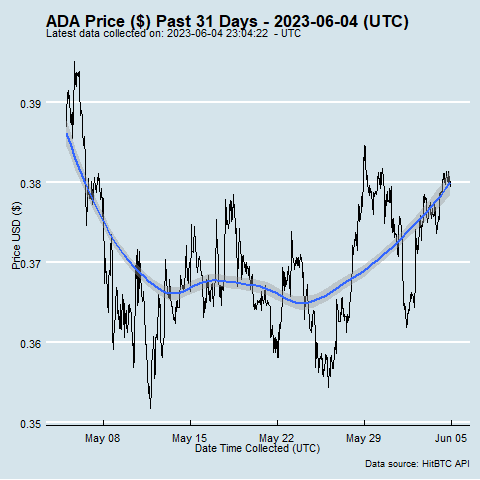 ADA Price ($) Past 31 Days - 2023-06-04 (UTC)
Latest data collected on: 2023-06-04 23:04:22 - UTC
0.39
0.38
0.37
0.36
0.35
Price USD ($)
May 08 May 15 May 22 May 29 Jun 05
Date Time Collected (UTC)
Data source: HitBTC API